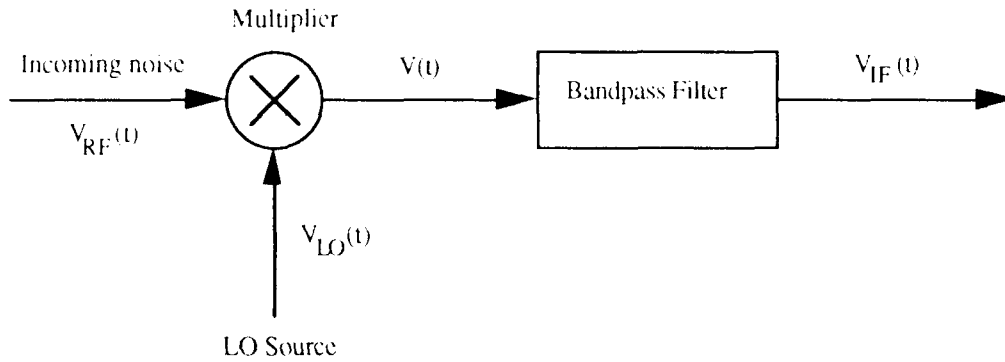 Multiplier
Incoming noise
V(t)
Bandpass Filter
V_IF(t)
V_RF(t)
V_LO(t)
LO Source